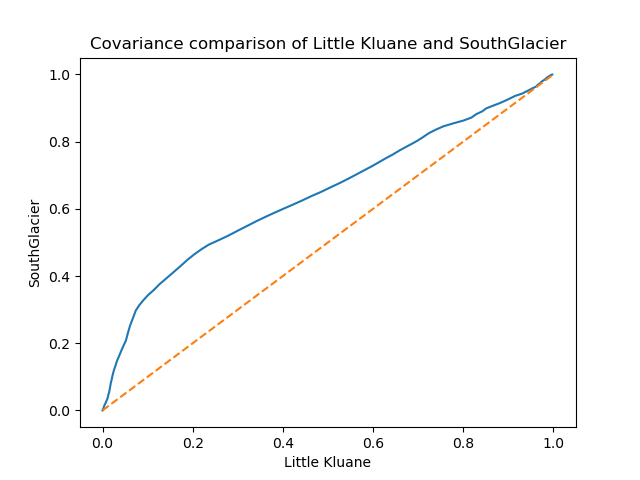 Covariance comparison of Little Kluane and SouthGlacier
1.0
0.8
0.6
0.4
0.2
0.0
SouthGlacier
0.0 0.2 0.4 0.6 0.8 1.0
Little Kluane